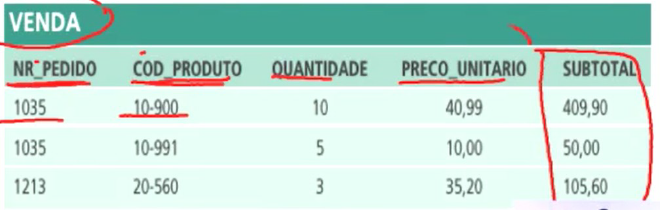 VENDA
NR_PEDIDO COD_PRODUTO QUANTIDADE PRECO_UNITARIO SUBTOTAL
1035 10-900 10 40,99 409,90
1035 10-991 5 10,00 50,00
1213 20-560 3 35,20 105,60